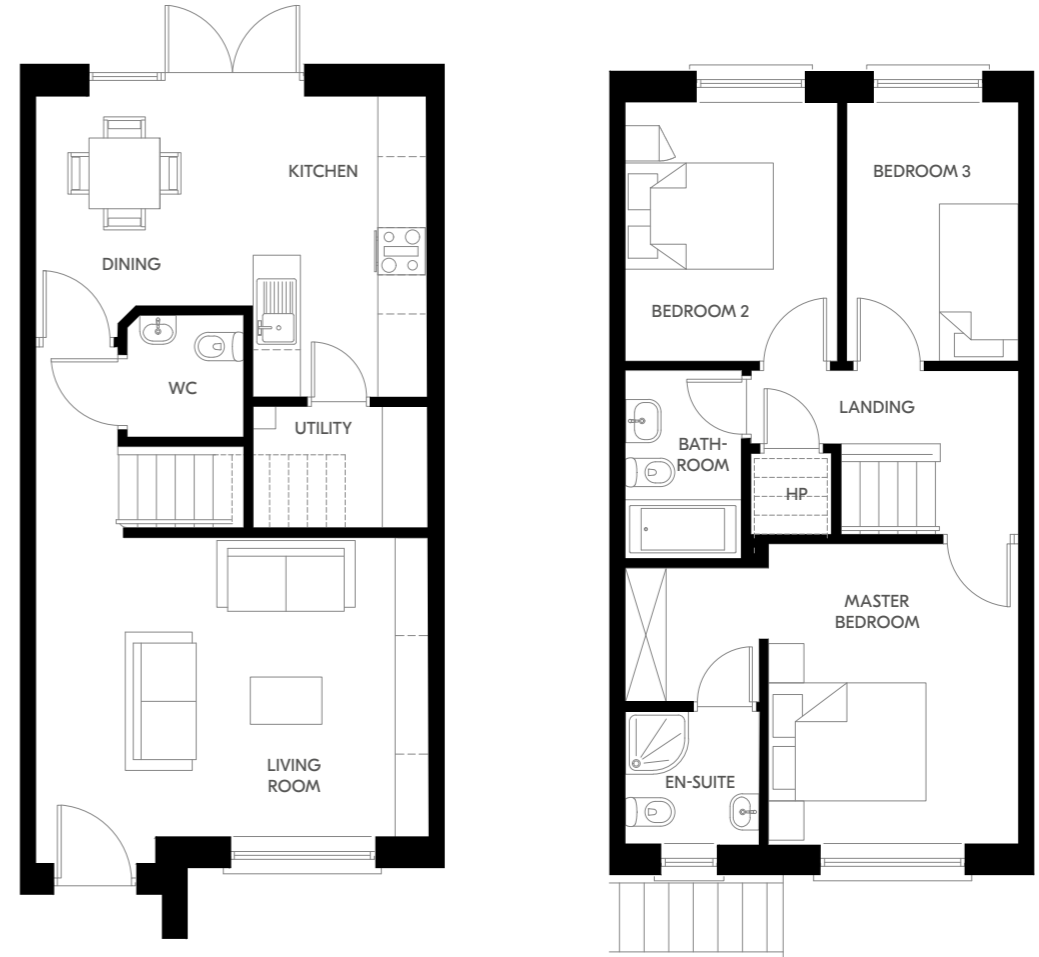 KITCHEN
DINING
WC
UTILITY
LIVING
ROOM
BEDROOM 3
BEDROOM 2
LANDING
BATH-
ROOM
HP
MASTER
BEDROOM
EN-SUITE